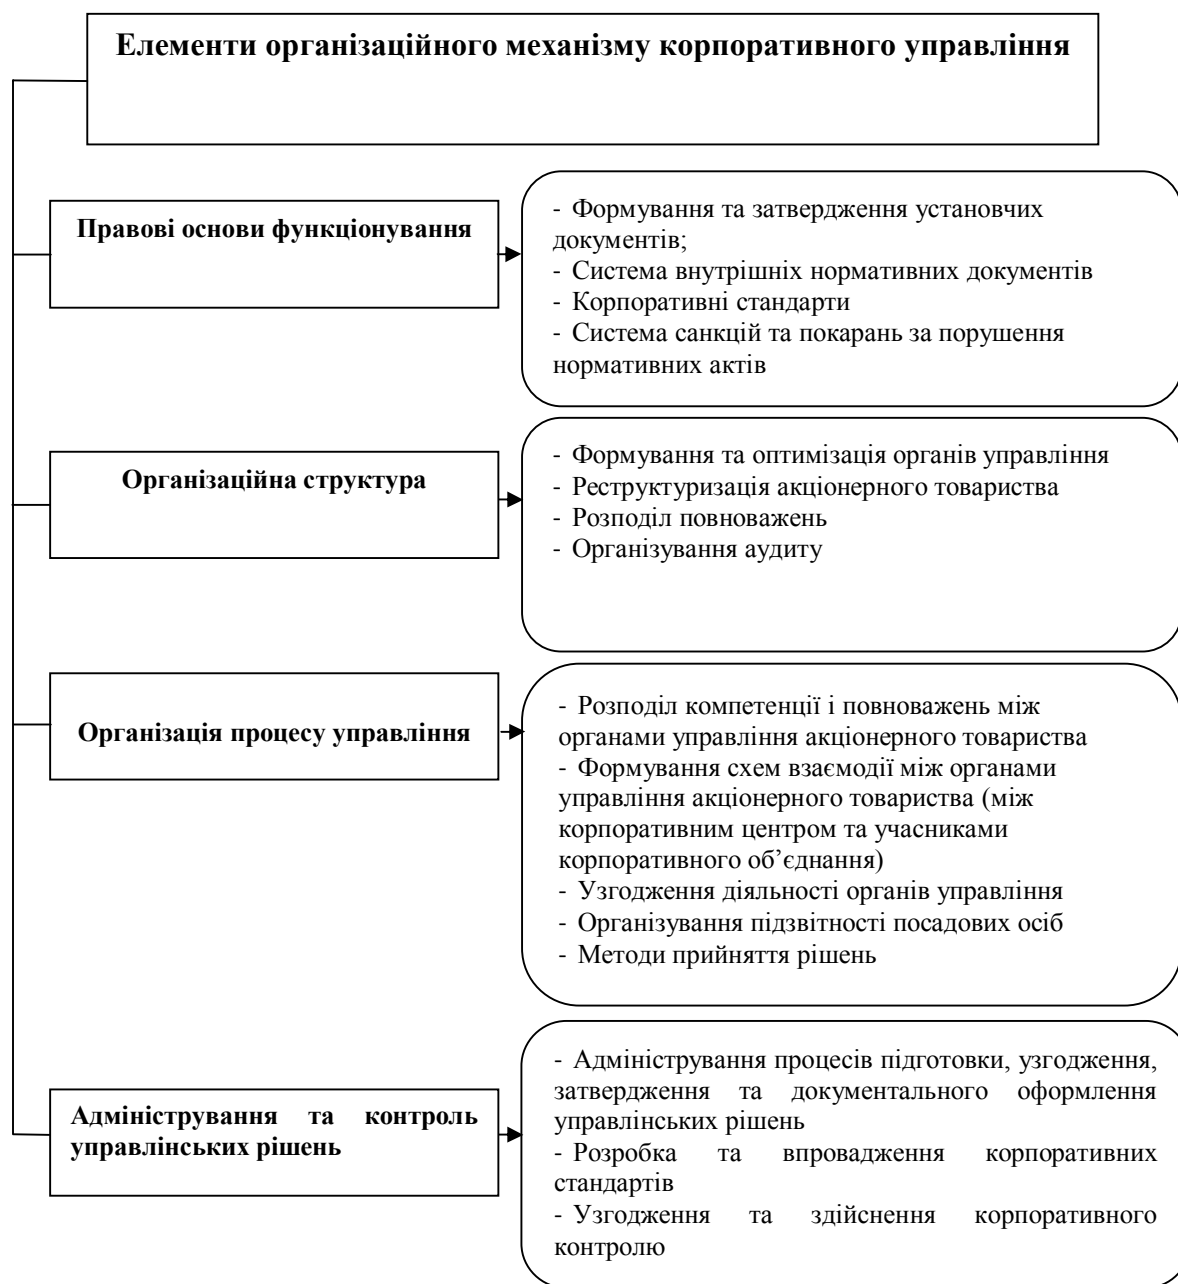 Елементи організаційного механізму корпоративного управління
Правові основи функціонування
- Формування та затвердження установчих
документів;
- Система внутрішніх нормативних документів
- Корпоративні стандарти
- Система санкцій та покарань за порушення
нормативних актів
Організаційна структура
- Формування та оптимізація органів управління
- Реструктуризація акціонерного товариства
- Розподіл повноважень
- Організування аудиту
Організація процесу управління
- Розподіл компетенції і повноважень між
органами управління акціонерного товариства
- Формування схем взаємодії між органами
управління акціонерного товариства (між
корпоративним центром та учасниками
корпоративного об’єднання)
- Узгодження діяльності органів управління
- Організування підзвітності посадових осіб
- Методи прийняття рішень
Адміністрування та контроль
управлінських рішень
- Адміністрування процесів підготовки, узгодження,
затвердження та документального оформлення
управлінських рішень
- Розробка та впровадження корпоративних
стандартів
- Узгодження та здійснення корпоративного
контролю